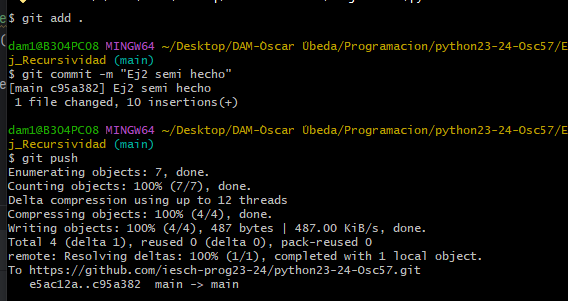 $ git add .
dam1@B304PC08 MINGW64 ~/Desktop/DAM-Oscar Úbeda/Programacion/python23-24-Osc57/E
j_Recursividad (main)
$ git commit -m "Ej2 semi hecho"
[main c95a382] Ej2 semi hecho
 1 file changed, 10 insertions(+)
dam1@B304PC08 MINGW64 ~/Desktop/DAM-Oscar Úbeda/Programacion/python23-24-Osc57/E
j_Recursividad (main)
$ git push
Enumerating objects: 7, done.
Counting objects: 100% (7/7), done.
Delta compression using up to 12 threads
Compressing objects: 100% (4/4), done.
Writing objects: 100% (4/4), 487 bytes | 487.00 KiB/s, done.
Total 4 (delta 1), reused 0 (delta 0), pack-reused 0
remote: Resolving deltas: 100% (1/1), completed with 1 local object.
To https://github.com/iesch-prog23-24/python23-24-Osc57.git
   e5ac12a..c95a382  main -> main